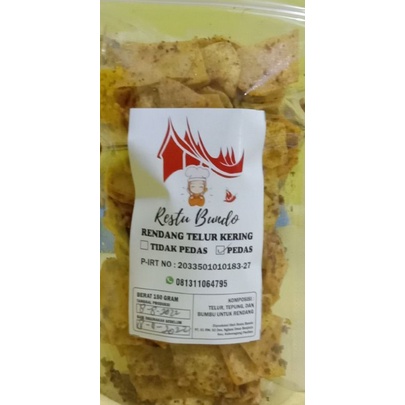 Restu Bundo
RENDANG TELUR KERING
TIDAK PEDAS PEDAS
P-IRT NO : 2033501010183-27
081311064795
BERAT 100 GRAM
KOMPOSISI:
TELUR, TEPUNG, DAN
BUMBU UNTUK RENDANG